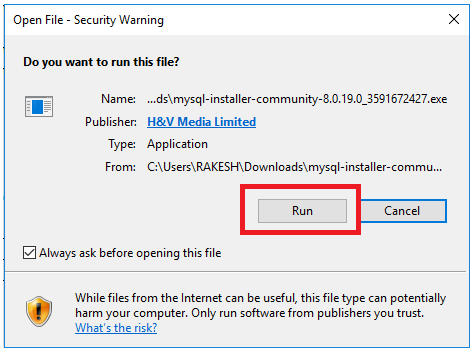 Open File - Security Warning
Do you want to run this file?
Name: ...ds\mysql-installer-community-8.0.19.0_3591672427.exe
Publisher: H&V Media Limited
Type: Application
From: C:\Users\RAKESH\Downloads\mysql-installer-commu...
Run Cancel
Always ask before opening this file
While files from the Internet can be useful, this file type can potentially
harm your computer. Only run software from publishers you trust.
What's the risk?